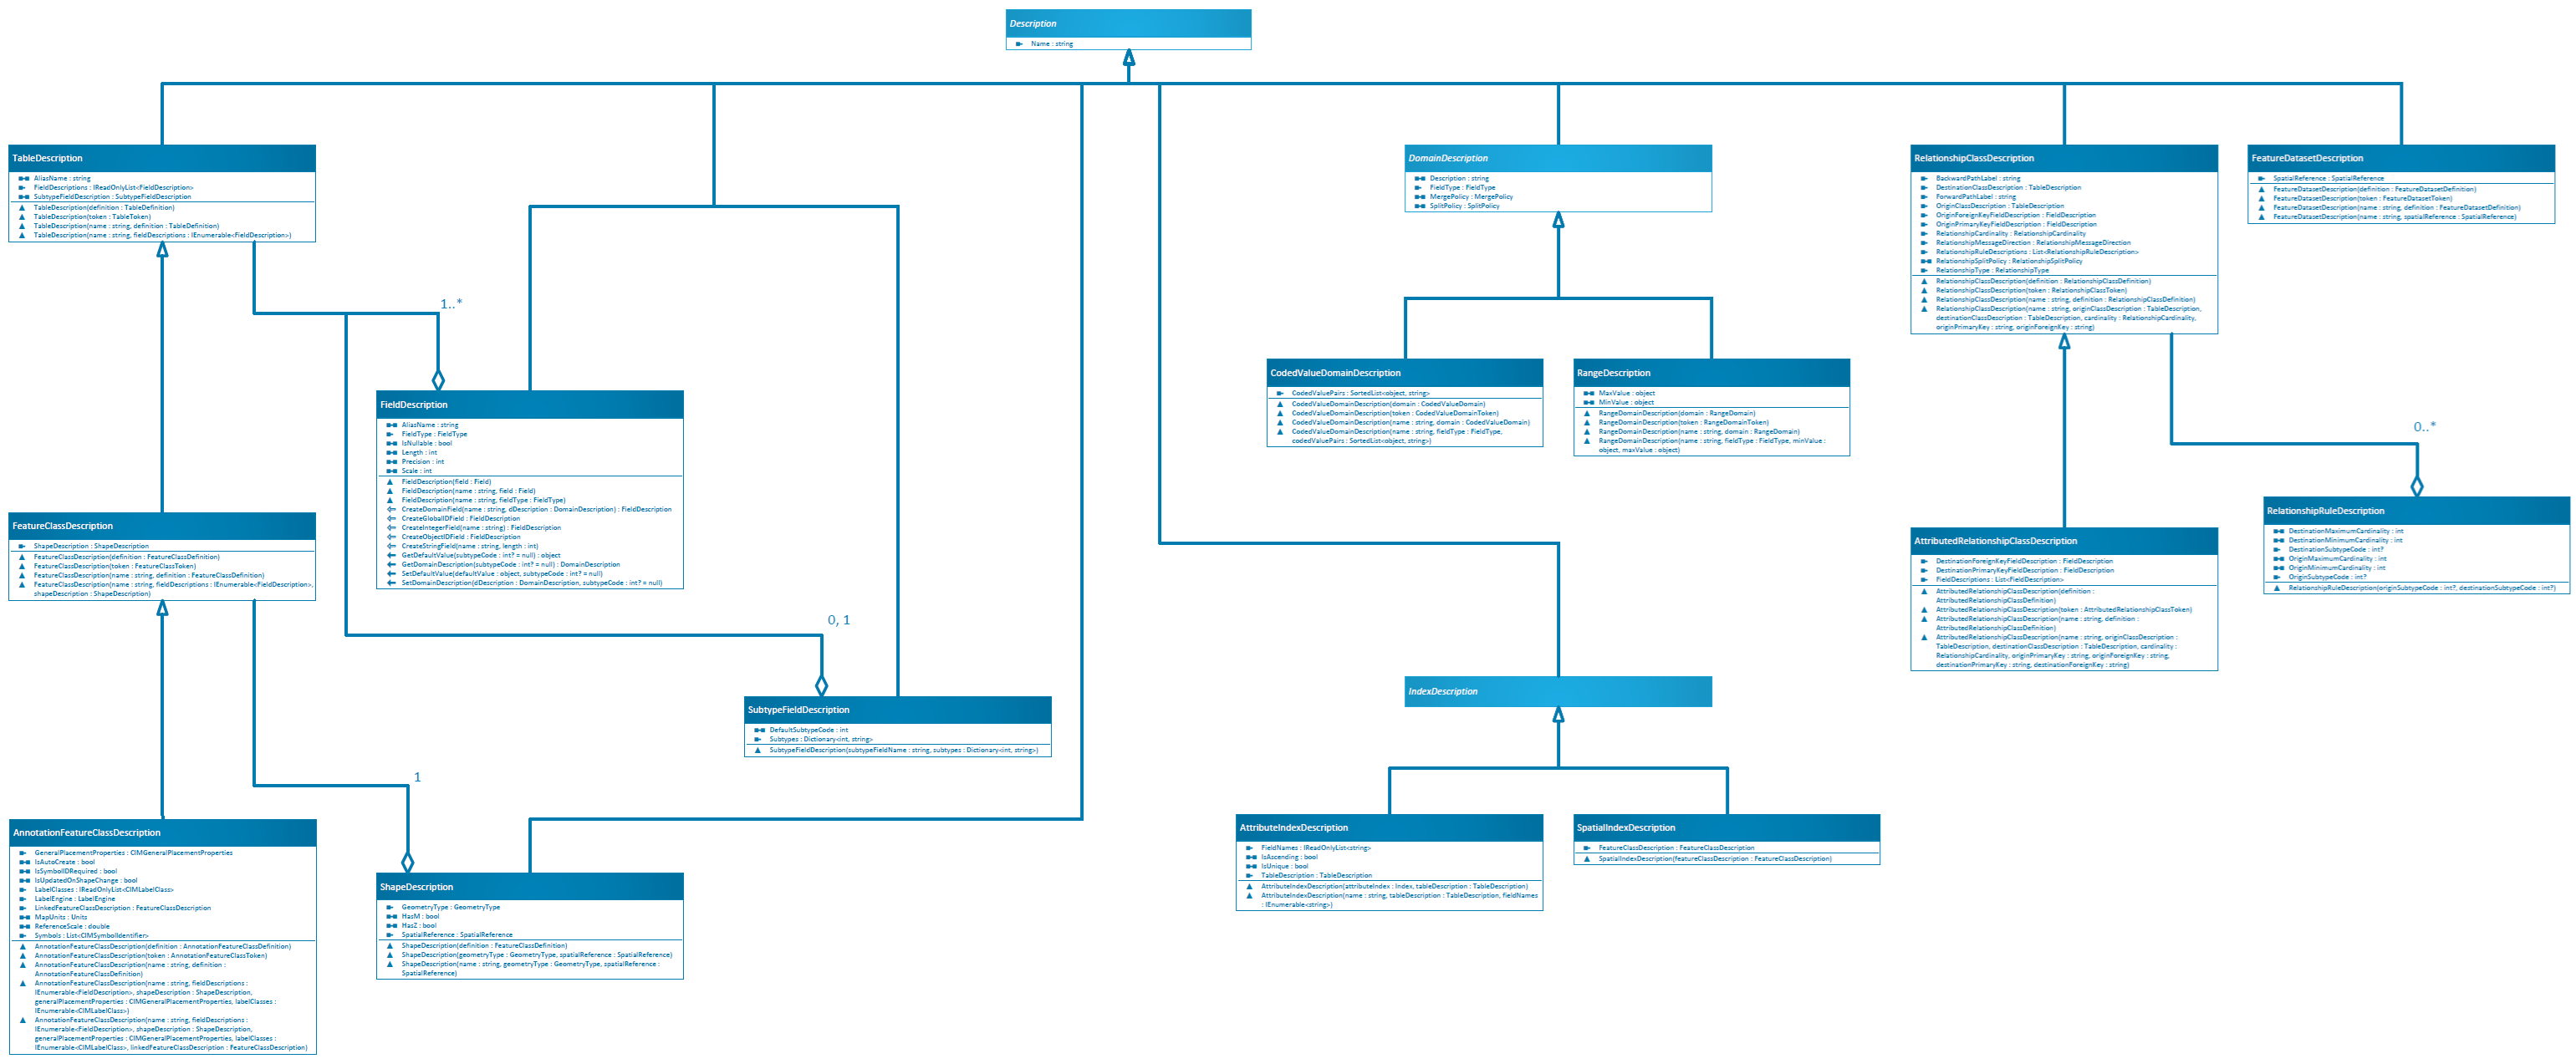 Description
Name : string
TableDescription
AliasName : string
FieldDescriptions : IReadOnlyList<FieldDescription>
SubtypeFieldDescription : SubtypeFieldDescription
TableDescription(definition : TableDefinition)
TableDescription(token : TableToken)
TableDescription(name : string, definition : TableDefinition)
TableDescription(name : string, fieldDescriptions : IEnumerable<FieldDescription>)
DomainDescription
Description : string
FieldType : FieldType
MergePolicy : MergePolicy
SplitPolicy : SplitPolicy
RelationshipClassDescription
BackwardPathLabel : string
DestinationClassDescription : TableDescription
ForwardPathLabel : string
OriginClassDescription : TableDescription
OriginForeignKeyFieldDescription : FieldDescription
OriginPrimaryKeyFieldDescription : FieldDescription
RelationshipCardinality : RelationshipCardinality
RelationshipMessageDirection : RelationshipMessageDirection
RelationshipRuleDescriptions : List<RelationshipRuleDescription>
RelationshipSplitPolicy : RelationshipSplitPolicy
RelationshipType : RelationshipType
RelationshipClassDescription(definition : RelationshipClassDefinition)
RelationshipClassDescription(token : RelationshipClassToken)
RelationshipClassDescription(name : string, definition : RelationshipClassDefinition)
RelationshipClassDescription(name : string, originClassDescription : TableDescription,
destinationClassDescription : TableDescription, cardinality : RelationshipCardinality,
originPrimaryKey : string, originForeignKey : string)
FeatureDatasetDescription
SpatialReference : SpatialReference
FeatureDatasetDescription(definition : FeatureDatasetDefinition)
FeatureDatasetDescription(token : FeatureDatasetToken)
FeatureDatasetDescription(name : string, definition : FeatureDatasetDefinition)
FeatureDatasetDescription(name : string, spatialReference : SpatialReference)
1..*
FieldDescription
AliasName : string
FieldType : FieldType
IsNullable : bool
Length : int
Precision : int
Scale : int
FieldDescription(field : Field)
FieldDescription(name : string, field : Field)
FieldDescription(name : string, fieldType : FieldType)
CreateDomainField(name : string, dDescription : DomainDescription) : FieldDescription
CreateGlobalIDField : FieldDescription
CreateIntegerField(name : string) : FieldDescription
CreateObjectIDField : FieldDescription
CreateStringField(name : string, length : int)
GetDefaultValue(subtypeCode : int? = null) : object
GetDomainDescription(subtypeCode : int? = null) : DomainDescription
SetDefaultValue(defaultValue : object, subtypeCode : int? = null)
SetDomainDescription(dDescription : DomainDescription, subtypeCode : int? = null)
CodedValueDomainDescription
CodedValuePairs : SortedList<object, string>
CodedValueDomainDescription(domain : CodedValueDomain)
CodedValueDomainDescription(token : CodedValueDomainToken)
CodedValueDomainDescription(name : string, domain : CodedValueDomain)
CodedValueDomainDescription(name : string, fieldType : FieldType,
codedValuePairs : SortedList<object, string>)
RangeDescription
MaxValue : object
MinValue : object
RangeDomainDescription(domain : RangeDomain)
RangeDomainDescription(token : RangeDomainToken)
RangeDomainDescription(name : string, domain : RangeDomain)
RangeDomainDescription(name : string, fieldType : FieldType, minValue :
object, maxValue : object)
0..*
RelationshipRuleDescription
DestinationMaximumCardinality : int
DestinationMinimumCardinality : int
DestinationSubtypeCode : int?
OriginMaximumCardinality : int
OriginMinimumCardinality : int
OriginSubtypeCode : int?
RelationshipRuleDescription(originSubtypeCode : int?, destinationSubtypeCode : int?)
FeatureClassDescription
ShapeDescription : ShapeDescription
FeatureClassDescription(definition : FeatureClassDefinition)
FeatureClassDescription(token : FeatureClassToken)
FeatureClassDescription(name : string, definition : FeatureClassDefinition)
FeatureClassDescription(name : string, fieldDescriptions : IEnumerable<FieldDescription>,
shapeDescription : ShapeDescription)
AttributedRelationshipClassDescription
DestinationForeignKeyFieldDescription : FieldDescription
DestinationPrimaryKeyFieldDescription : FieldDescription
FieldDescriptions : List<FieldDescription>
AttributedRelationshipClassDescription(definition :
AttributedRelationshipClassDefinition)
AttributedRelationshipClassDescription(token : AttributedRelationshipClassToken)
AttributedRelationshipClassDescription(name : string, definition :
AttributedRelationshipClassDefinition)
AttributedRelationshipClassDescription(name : string, originClassDescription :
TableDescription, destinationClassDescription : TableDescription, cardinality :
RelationshipCardinality, originPrimaryKey : string, originForeignKey : string,
destinationPrimaryKey : string, destinationForeignKey : string)
0, 1
SubtypeFieldDescription
DefaultSubtypeCode : int
Subtypes : Dictionary<int, string>
SubtypeFieldDescription(subtypeFieldName : string, subtypes : Dictionary<int, string>)
IndexDescription
1
AnnotationFeatureClassDescription
GeneralPlacementProperties : CIMGeneralPlacementProperties
IsAutoCreate : bool
IsSymbolIDRequired : bool
IsUpdatedOnShapeChange : bool
LabelClasses : IReadOnlyList<CIMLabelClass>
LabelEngine : LabelEngine
LinkedFeatureClassDescription : FeatureClassDescription
MapUnits : Units
ReferenceScale : double
Symbols : List<CIMSymbolIdentifier>
AnnotationFeatureClassDescription(definition : AnnotationFeatureClassDefinition)
AnnotationFeatureClassDescription(token : AnnotationFeatureClassToken)
AnnotationFeatureClassDescription(name : string, definition :
AnnotationFeatureClassDefinition)
AnnotationFeatureClassDescription(name : string, fieldDescriptions :
IEnumerable<FieldDescription>, shapeDescription : ShapeDescription,
generalPlacementProperties : CIMGeneralPlacementProperties, labelClasses :
IEnumerable<CIMLabelClass>)
AnnotationFeatureClassDescription(name : string, fieldDescriptions :
IEnumerable<FieldDescription>, shapeDescription : ShapeDescription,
generalPlacementProperties : CIMGeneralPlacementProperties, labelClasses :
IEnumerable<CIMLabelClass>, linkedFeatureClassDescription : FeatureClassDescription)
ShapeDescription
GeometryType : GeometryType
HasM : bool
HasZ : bool
SpatialReference : SpatialReference
ShapeDescription(definition : FeatureClassDefinition)
ShapeDescription(geometryType : GeometryType, spatialReference : SpatialReference)
ShapeDescription(name : string, geometryType : GeometryType, spatialReference :
SpatialReference)
AttributeIndexDescription
FieldNames : IReadOnlyList<string>
IsAscending : bool
IsUnique : bool
TableDescription : TableDescription
AttributeIndexDescription(attributeIndex : Index, tableDescription : TableDescription)
AttributeIndexDescription(name : string, tableDescription : TableDescription, fieldNames
: IEnumerable<string>)
SpatialIndexDescription
FeatureClassDescription : FeatureClassDescription
SpatialIndexDescription(featureClassDescription : FeatureClassDescription)